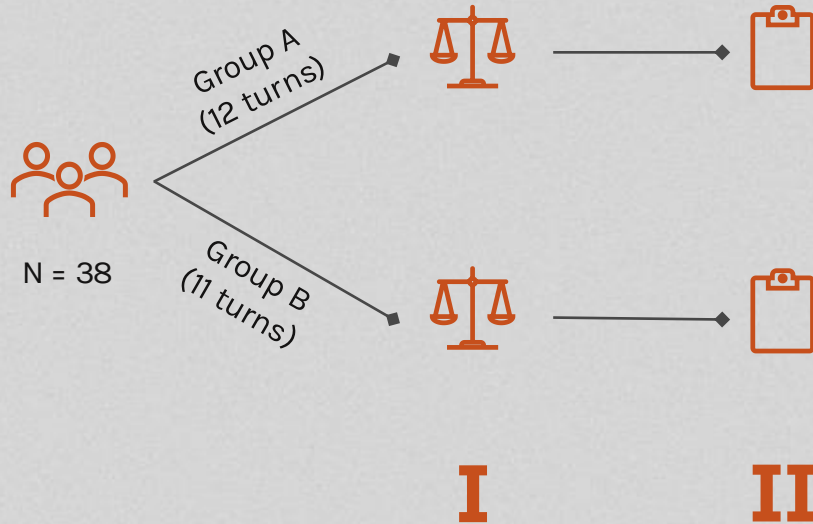 Group A
(12 turns)
N = 38
Group B
(11 turns)
I
II